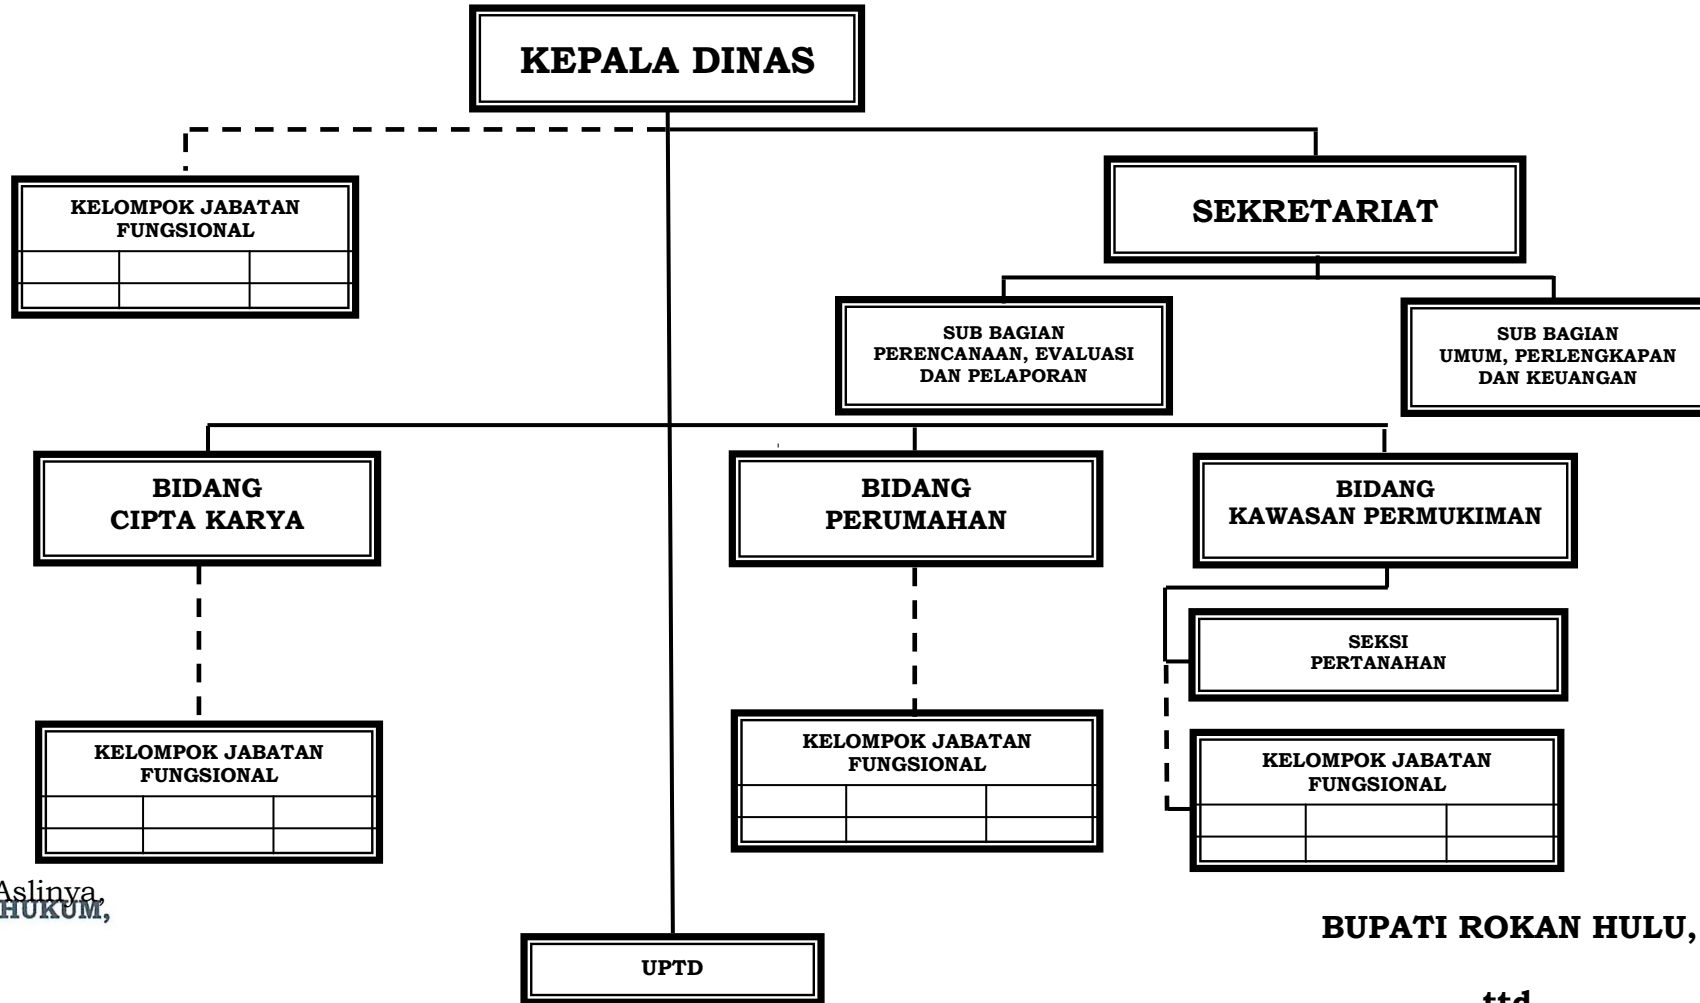 KEPALA DINAS
KELOMPOK JABATAN
FUNGSIONAL
SEKRETARIAT
SUB BAGIAN
PERENCANAAN, EVALUASI
DAN PELAPORAN
SUB BAGIAN
UMUM, PERLENGKAPAN
DAN KEUANGAN
BIDANG
CIPTA KARYA
BIDANG
PERUMAHAN
BIDANG
KAWASAN PERMUKIMAN
SEKSI
PERTANAHAN
KELOMPOK JABATAN
FUNGSIONAL
KELOMPOK JABATAN
FUNGSIONAL
KELOMPOK JABATAN
FUNGSIONAL
Aslinya,
HUKUM,
BUPATI ROKAN HULU,
UPTD
ttd